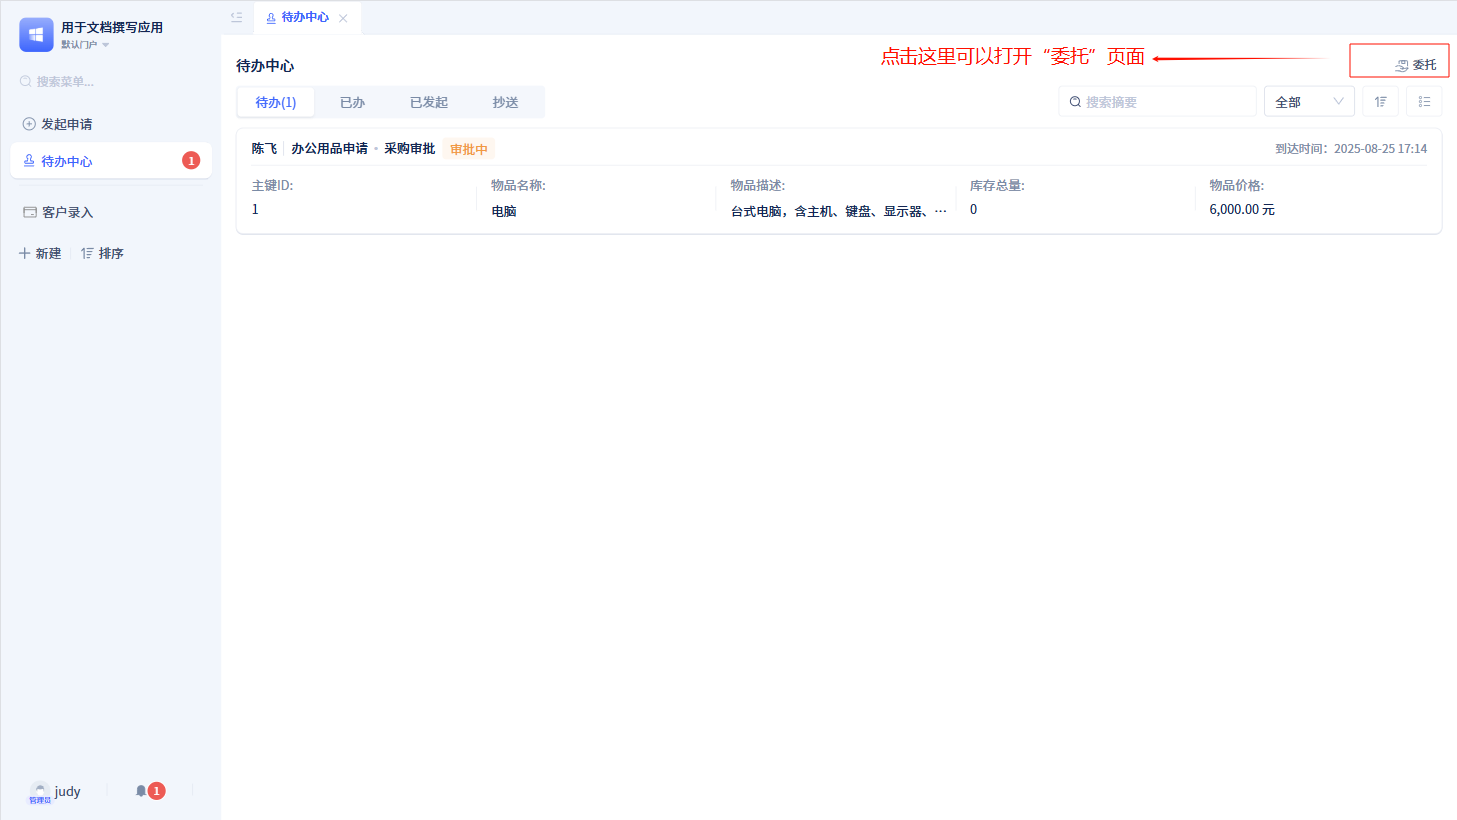 用于文档撰写应用
默认门户
搜索菜单...
发起申请
待办中心 1
客户录入
新建 排序
judy
管理员
1
待办中心
待办中心
点击这里可以打开“委托”页面
委托
待办(1) 已办 已发起 抄送
搜索摘要 全部
陈飞 办公用品申请 • 采购审批 审批中 到达时间：2025-08-25 17:14
主键ID: 物品名称: 物品描述: 库存总量: 物品价格:
1 电脑 台式电脑，含主机、键盘、显示器、… 0 6,000.00 元